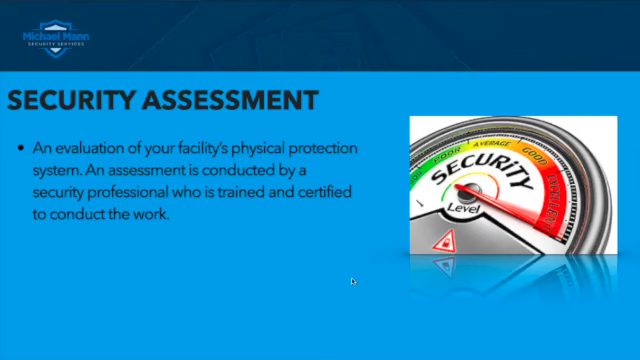 Michael Mann
SECURITY SERVICES
SECURITY ASSESSMENT
• An evaluation of your facility's physical protection
system. An assessment is conducted by a
security professional who is trained and certified
to conduct the work.
POOR
AVERAGE
GOOD
EXCELLENT
SECURITY
Level